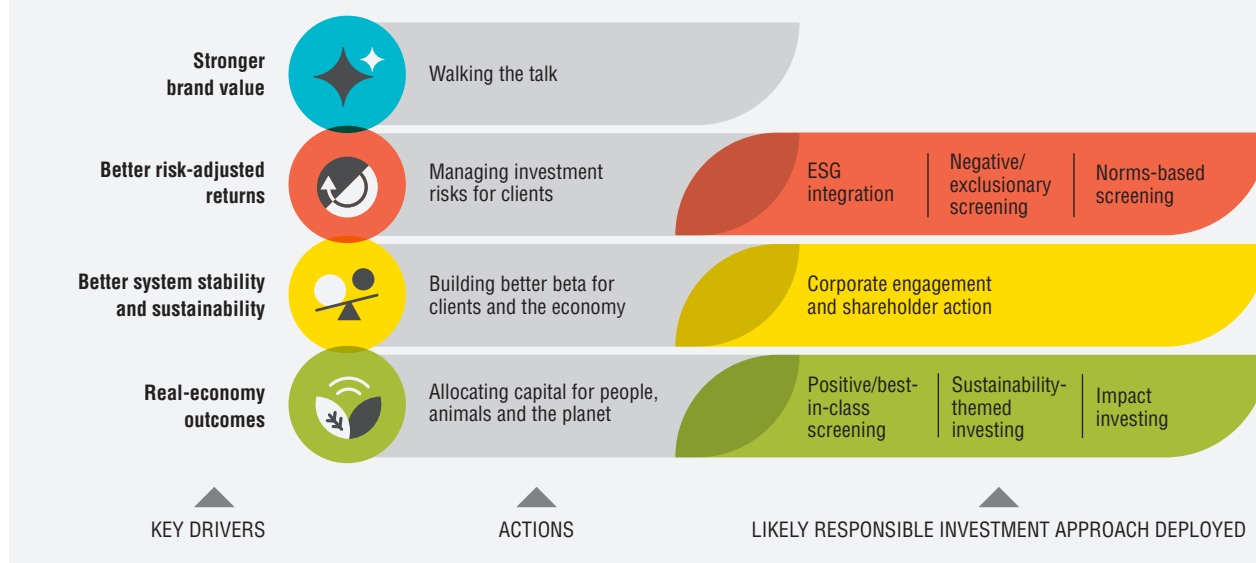 Stronger
brand value
Walking the talk
Better risk-adjusted
returns
Managing investment
risks for clients
ESG
integration
Negative/
exclusionary
screening
Norms-based
screening
Better system stability
and sustainability
Building better beta for
clients and the economy
Corporate engagement
and shareholder action
Real-economy
outcomes
Allocating capital for people,
animals and the planet
Positive/best-
in-class
screening
Sustainability-
themed
investing
Impact
investing
KEY DRIVERS
ACTIONS
LIKELY RESPONSIBLE INVESTMENT APPROACH DEPLOYED